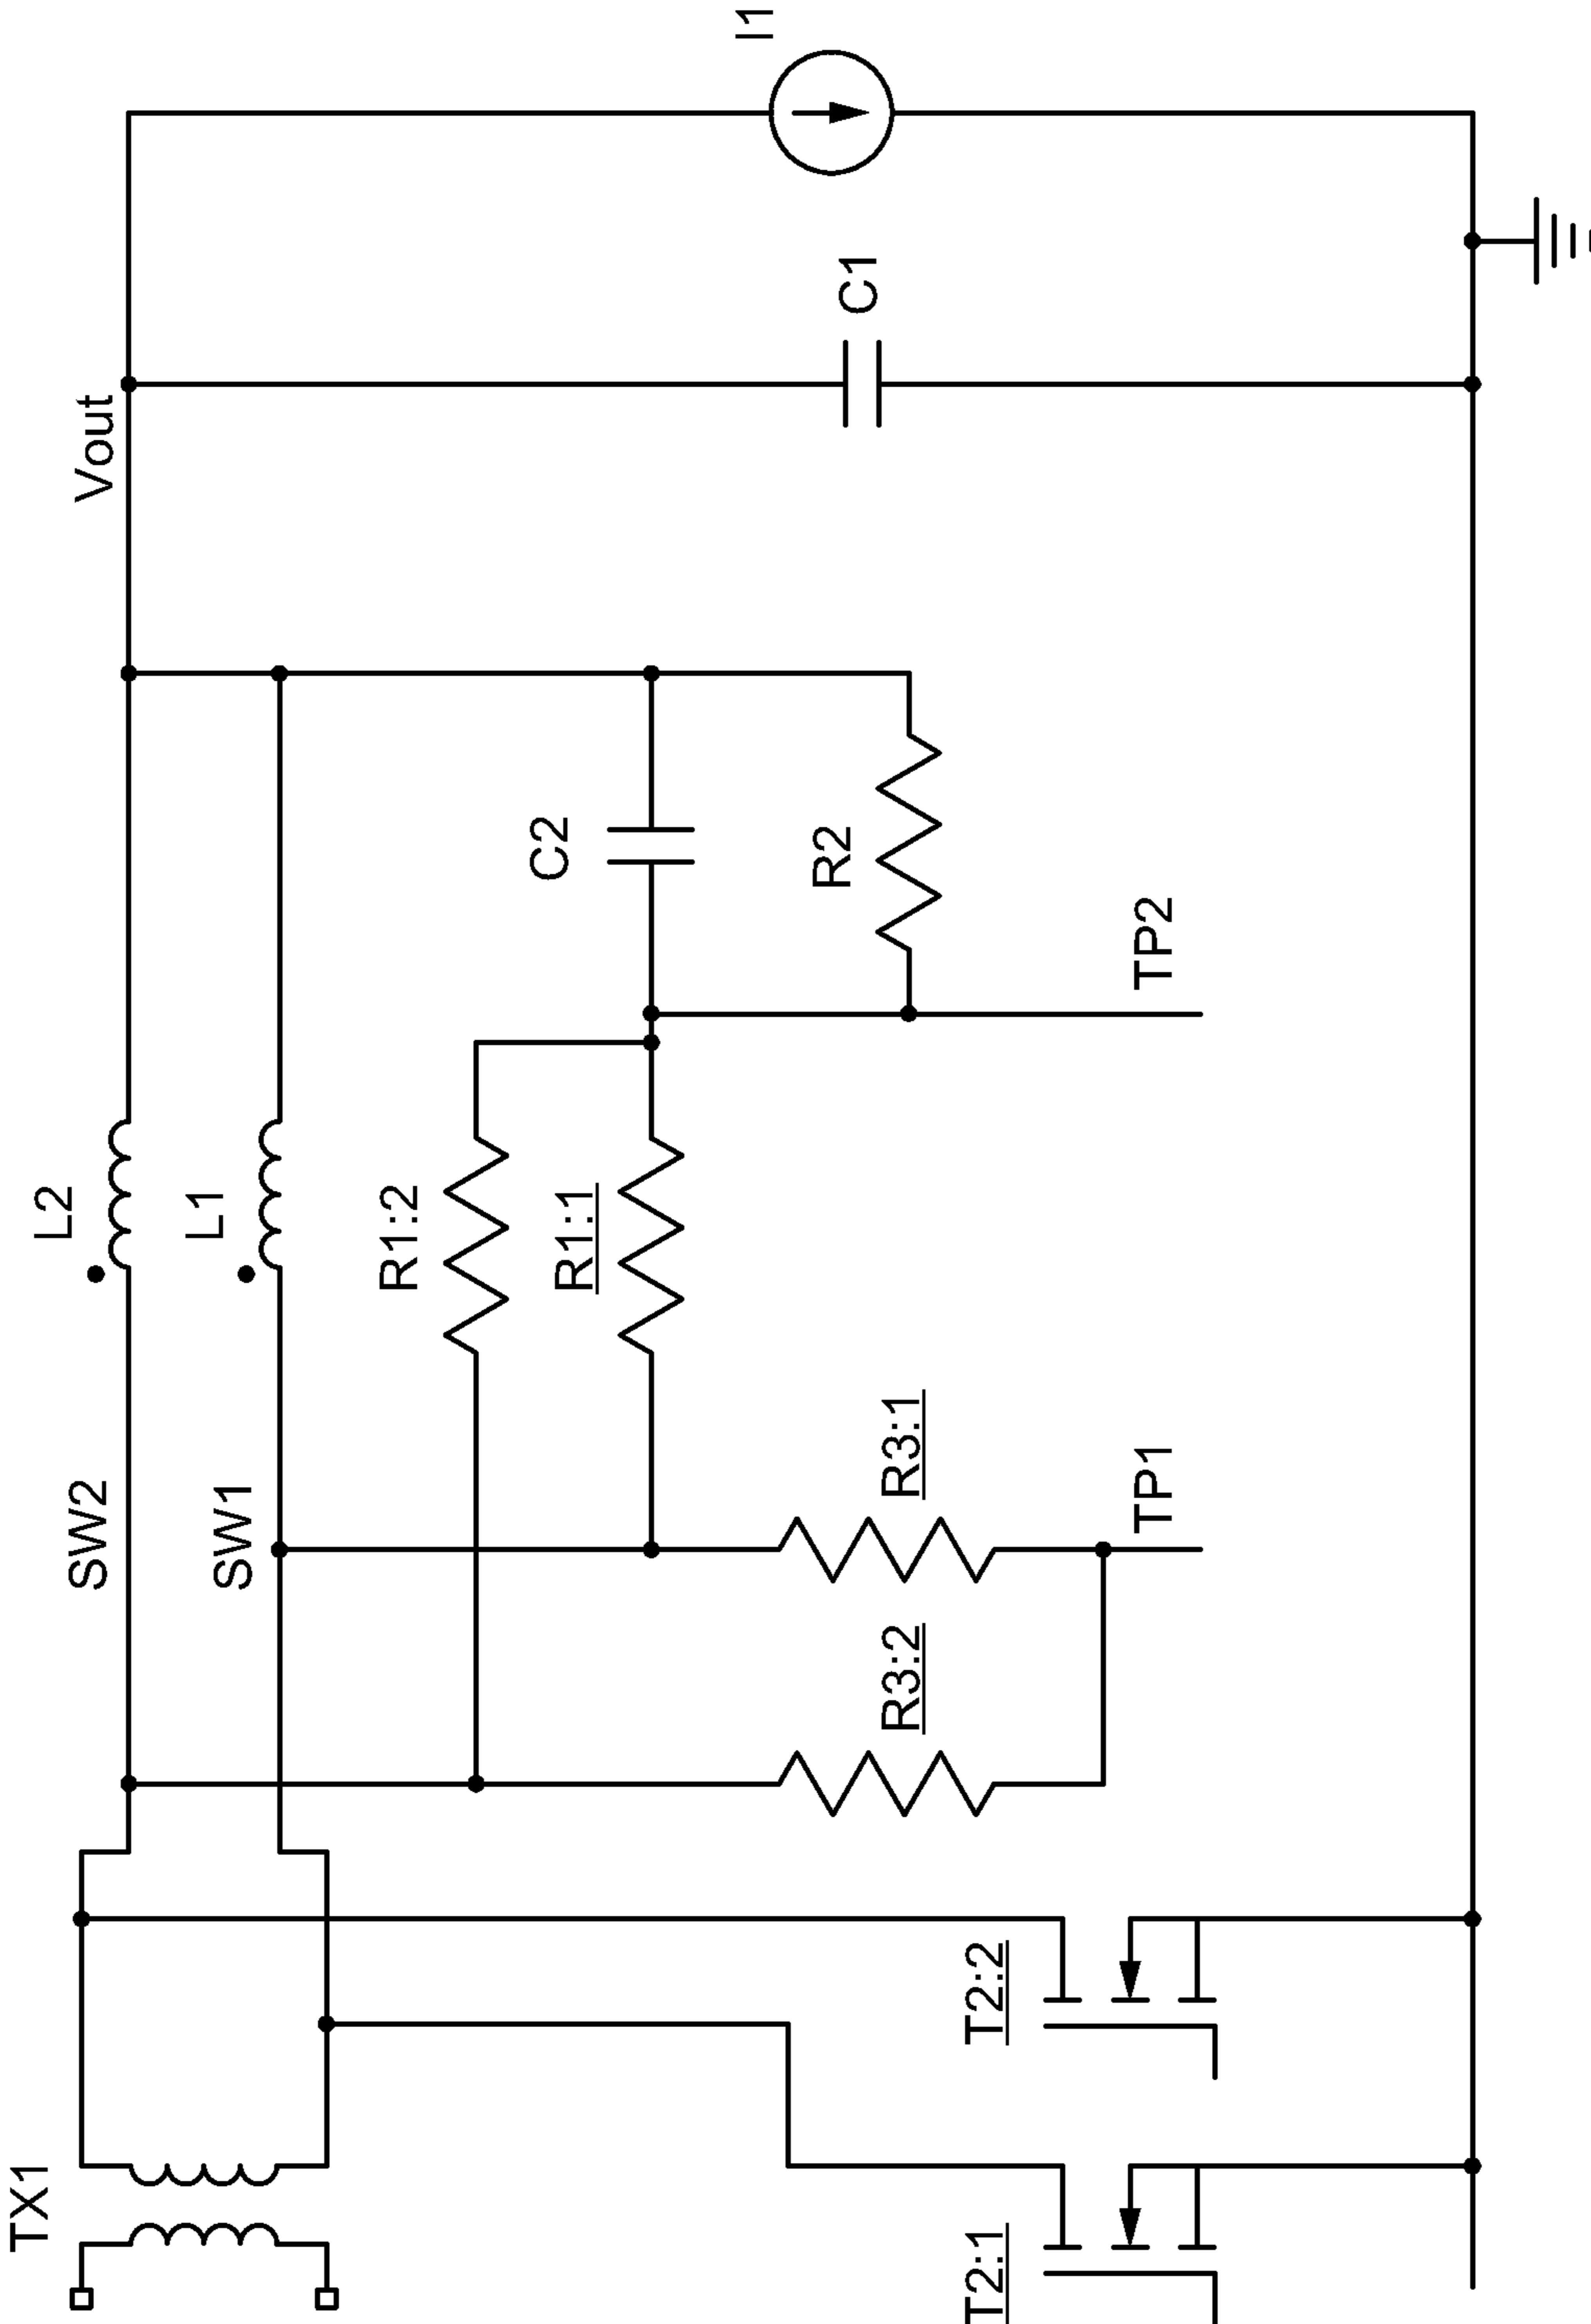 TX1
T2:1
T2:2
SW2
SW1
R3:2
R3:1
TP1
L2
L1
R1:2
R1:1
C2
R2
TP2
Vout
C1
I1